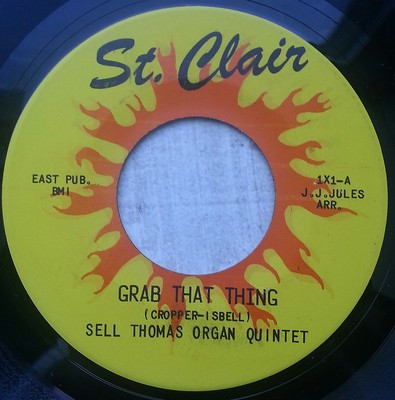 St. Clair
EAST PUB.
BMI
1X1-A
J.J.JULES
ARR.
GRAB THAT THING
(CROPPER-ISBELL)
SELL THOMAS ORGAN QUINTET